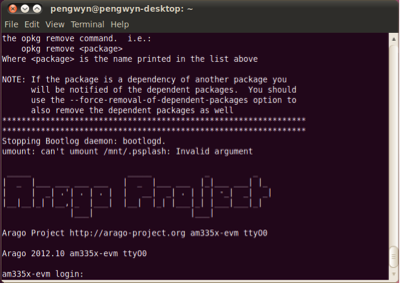 pengwyn@pengwyn-desktop: ~
File Edit View Terminal Help
the opkg remove command.  i.e.:
    opkg remove <package>
Where <package> is the name printed in the list above

NOTE: If the package is a dependency of another package you
      will be notified of the dependent packages.  You should
      use the --force-removal-of-dependent-packages option to
      also remove the dependent packages as well
***************************************************************
***************************************************************
Stopping Bootlog daemon: bootlogd.
umount: can't umount /mnt/.psplash: Invalid argument
Arago Project
Arago Project http://arago-project.org am335x-evm ttyO0
Arago 2012.10 am335x-evm ttyO0
am335x-evm login: